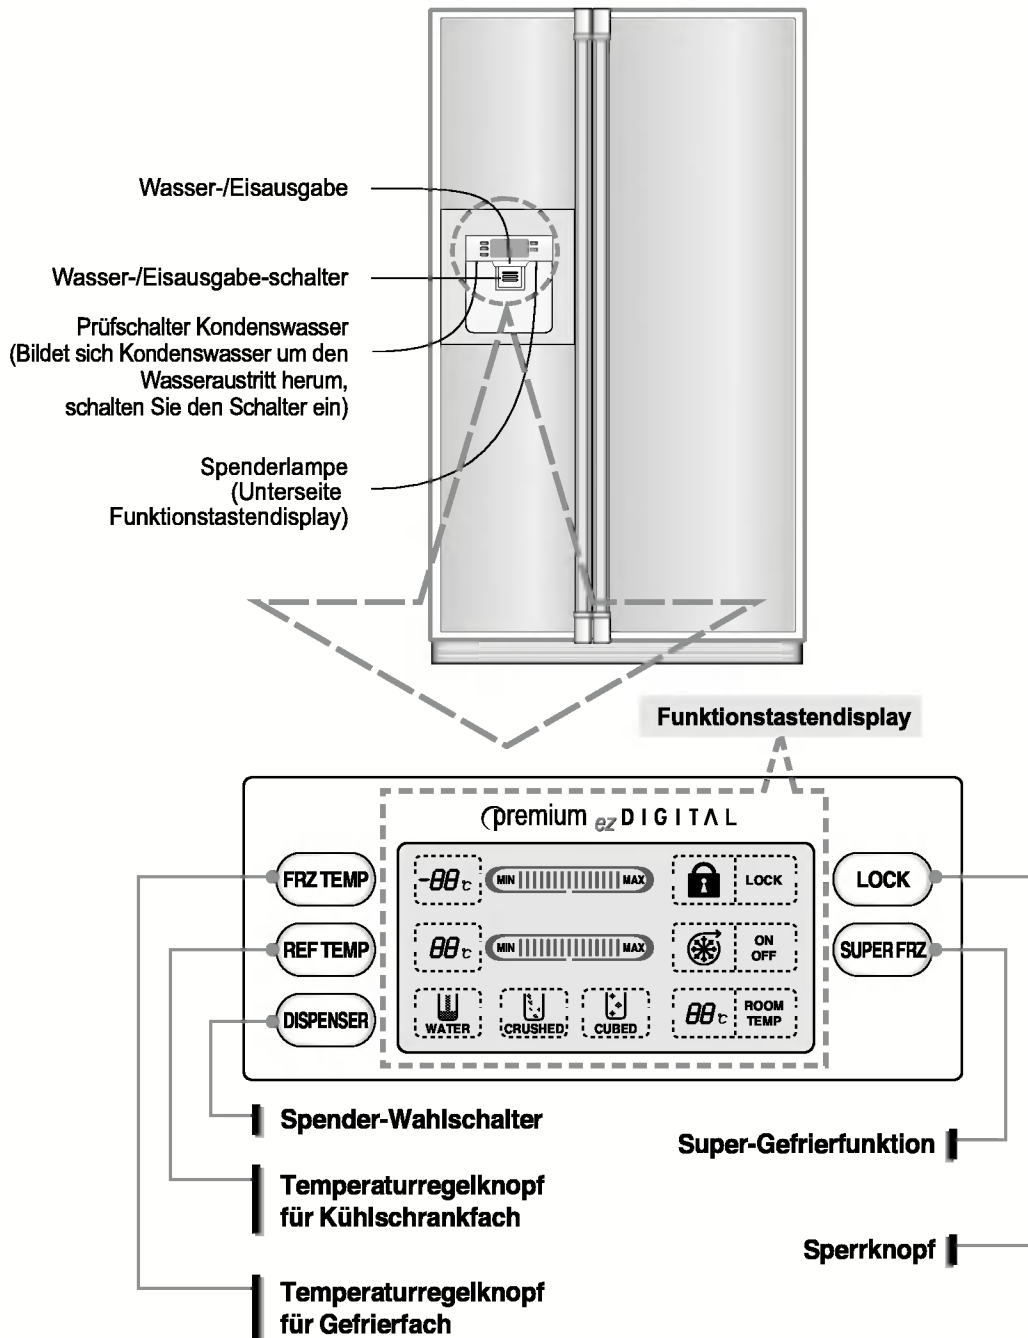 Wasser-/Eisausgabe
Wasser-/Eisausgabe-schalter
Prüfschalter Kondenswasser
(Bildet sich Kondenswasser um den
Wasseraustritt herum,
schalten Sie den Schalter ein)
Spenderlampe
(Unterseite
Funktionstastendisplay)
Funktionstastendisplay
premium ez DIGITAL
FRZ TEMP
-88 °C
MIN MAX
LOCK
LOCK
REF TEMP
88 °C
MIN MAX
ON
OFF
SUPER FRZ
DISPENSER
WATER
CRUSHED
CUBED
88 °C
ROOM
TEMP
Spender-Wahlschalter
Super-Gefrierfunktion
Temperaturregelknopf
für Kühlschrankfach
Sperrknopf
Temperaturregelknopf
für Gefrierfach